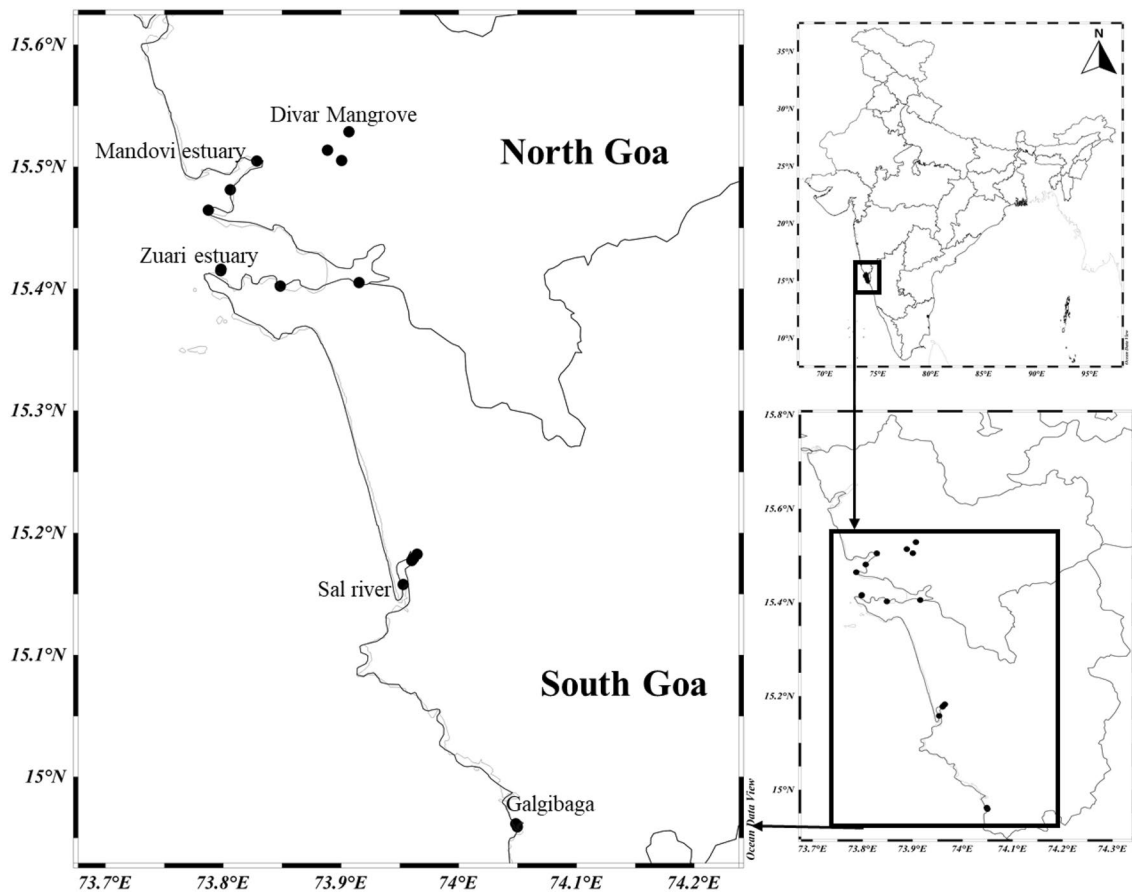 15.6°N
Divar Mangrove
Mandovi estuary
North Goa
15.5°N
Zuari estuary
15.4°N
15.3°N
15.2°N
Sal river
15.1°N
South Goa
15°N
Galgibaga
73.7°E 73.8°E 73.9°E 74°E 74.1°E 74.2°E
Ocean Data View
N
35°N
30°N
25°N
20°N
15°N
10°N
70°E 75°E 80°E 85°E 90°E 95°E
Ocean Data View
15.8°N
15.6°N
15.4°N
15.2°N
15°N
73.7°E 73.8°E 73.9°E 74°E 74.1°E 74.2°E 74.3°E